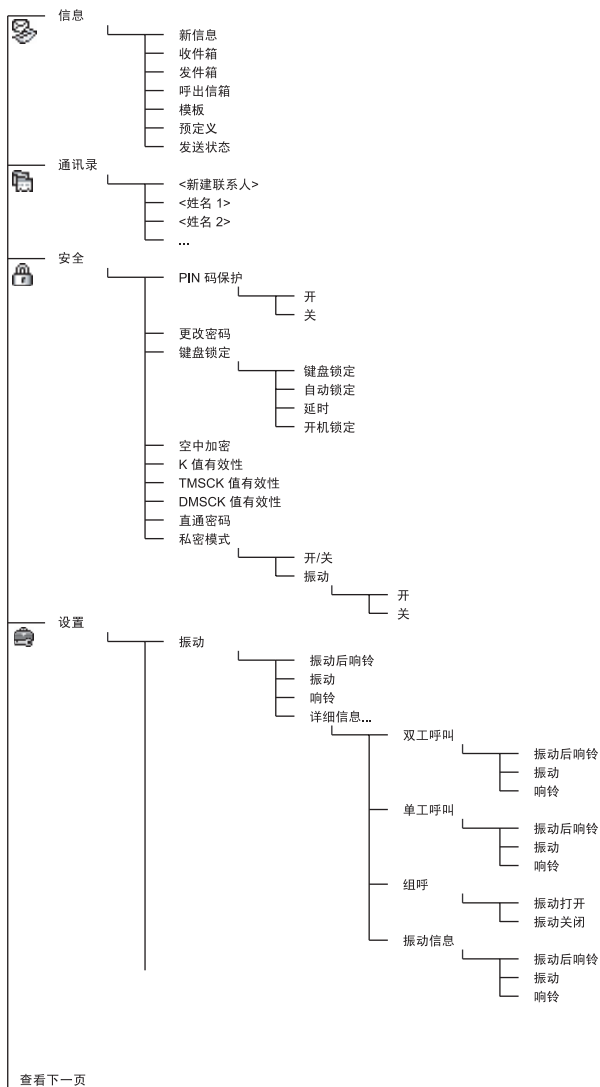 信息
新信息
收件箱
发件箱
呼出信箱
模板
预定义
发送状态
通讯录
<新建联系人>
<姓名 1>
<姓名 2>
...
安全
PIN 码保护
开
关
更改密码
键盘锁定
键盘锁定
自动锁定
延时
开机锁定
空中加密
K 值有效性
TMSCK 值有效性
DMSCK 值有效性
直通密码
私密模式
开/关
振动
开
关
设置
振动
振动后响铃
振动
响铃
详细信息...
双工呼叫
振动后响铃
振动
响铃
单工呼叫
振动后响铃
振动
响铃
组呼
振动打开
振动关闭
振动信息
振动后响铃
振动
响铃
查看下一页